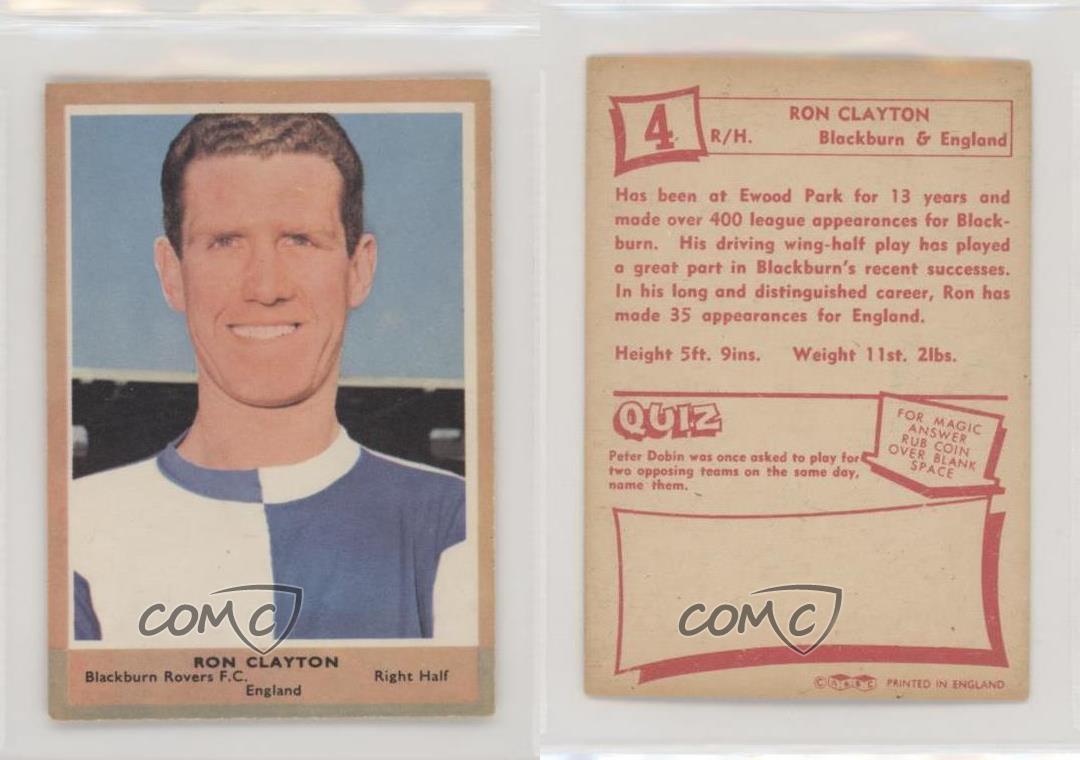 RON CLAYTON
Blackburn Rovers F.C. Right Half
England
COMC
4
RON CLAYTON
R/H. Blackburn & England
Has been at Ewood Park for 13 years and
made over 400 league appearances for Black-
burn. His driving wing-half play has played
a great part in Blackburn's recent successes.
In his long and distinguished career, Ron has
made 35 appearances for England.
Height 5ft. 9ins. Weight 11st. 2lbs.
QUIZ
FOR MAGIC
ANSWER
RUB COIN
OVER BLANK
SPACE
Peter Dobin was once asked to play for
two opposing teams on the same day,
name them.
COMC
© A&BC PRINTED IN ENGLAND